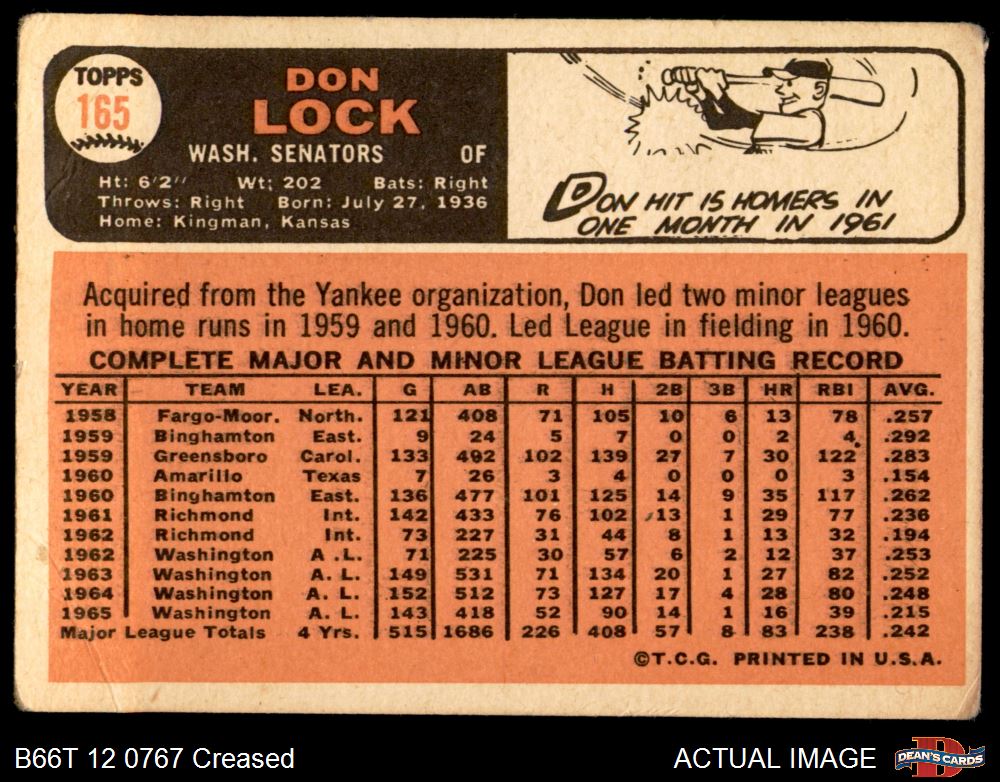 TOPPS
165
DON
LOCK
WASH. SENATORS OF
Ht: 6'2" Wt: 202 Bats: Right
Throws: Right Born: July 27, 1936
Home: Kingman, Kansas
DON HIT 15 HOMERS IN
ONE MONTH IN 1961
Acquired from the Yankee organization, Don led two minor leagues
in home runs in 1959 and 1960. Led League in fielding in 1960.
COMPLETE MAJOR AND MINOR LEAGUE BATTING RECORD
YEAR TEAM LEA. G AB R H 2B 3B HR RBI AVG.
1958 Fargo-Moor. North. 121 408 71 105 10 6 13 78 .257
1959 Binghamton East. 9 24 5 7 0 0 2 4 .292
1959 Greensboro Carol. 133 492 102 139 27 7 30 122 .283
1960 Amarillo Texas 7 26 3 4 0 0 0 3 .154
1960 Binghamton East. 136 477 101 125 14 9 35 117 .262
1961 Richmond Int. 142 433 76 102 13 1 29 77 .236
1962 Richmond Int. 73 227 31 44 8 1 13 32 .194
1962 Washington A .L. 71 225 30 57 6 2 12 37 .253
1963 Washington A. L. 149 531 71 134 20 1 27 82 .252
1964 Washington A. L. 152 512 73 127 17 4 28 80 .248
1965 Washington A. L. 143 418 52 90 14 1 16 39 .215
Major League Totals 4 Yrs. 515 1686 226 408 57 8 83 238 .242
©T.C.G. PRINTED IN U.S.A.
B66T 12 0767 Creased ACTUAL IMAGE
D
DEAN'S CARDS